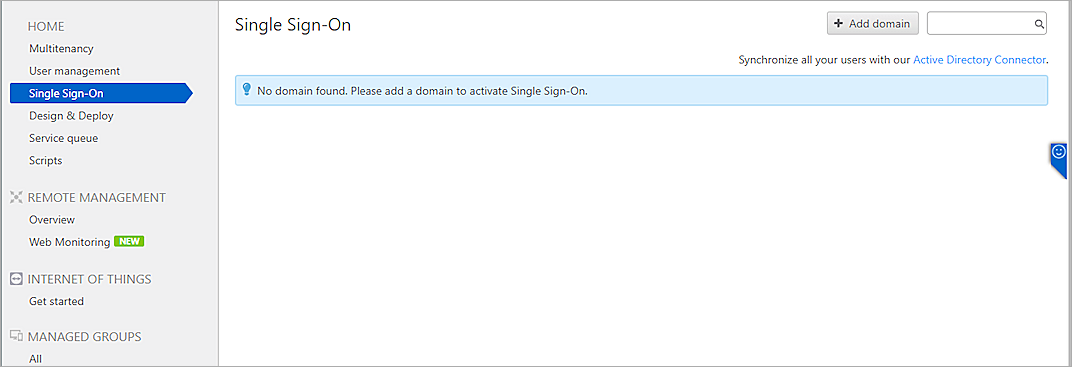 HOME
Multitenancy
User management
Single Sign-On
Design & Deploy
Service queue
Scripts
REMOTE MANAGEMENT
Overview
Web Monitoring NEW
INTERNET OF THINGS
Get started
MANAGED GROUPS
All
Single Sign-On
+ Add domain
Synchronize all your users with our Active Directory Connector.
No domain found. Please add a domain to activate Single Sign-On.